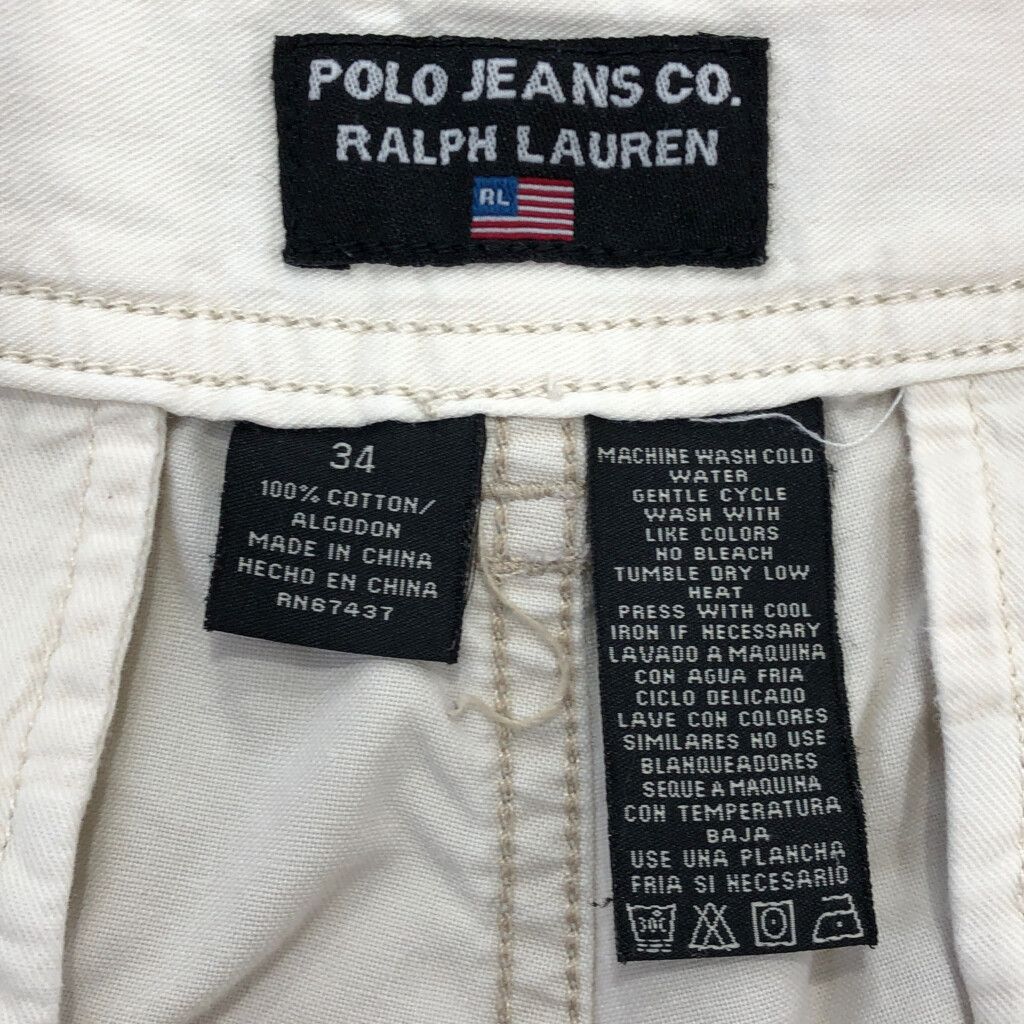 POLO JEANS CO.
RALPH LAUREN
RL
34
100% COTTON/
ALGODON
MADE IN CHINA
HECHO EN CHINA
RN67437
MACHINE WASH COLD
WATER
GENTLE CYCLE
WASH WITH
LIKE COLORS
NO BLEACH
TUMBLE DRY LOW
HEAT
PRESS WITH COOL
IRON IF NECESSARY
LAVADO A MAQUINA
CON AGUA FRIA
CICLO DELICADO
LAVE CON COLORES
SIMILARES NO USE
BLANQUEADORES
SEQUE A MAQUINA
CON TEMPERATURA
BAJA
USE UNA PLANCHA
FRIA SI NECESARIO
30C